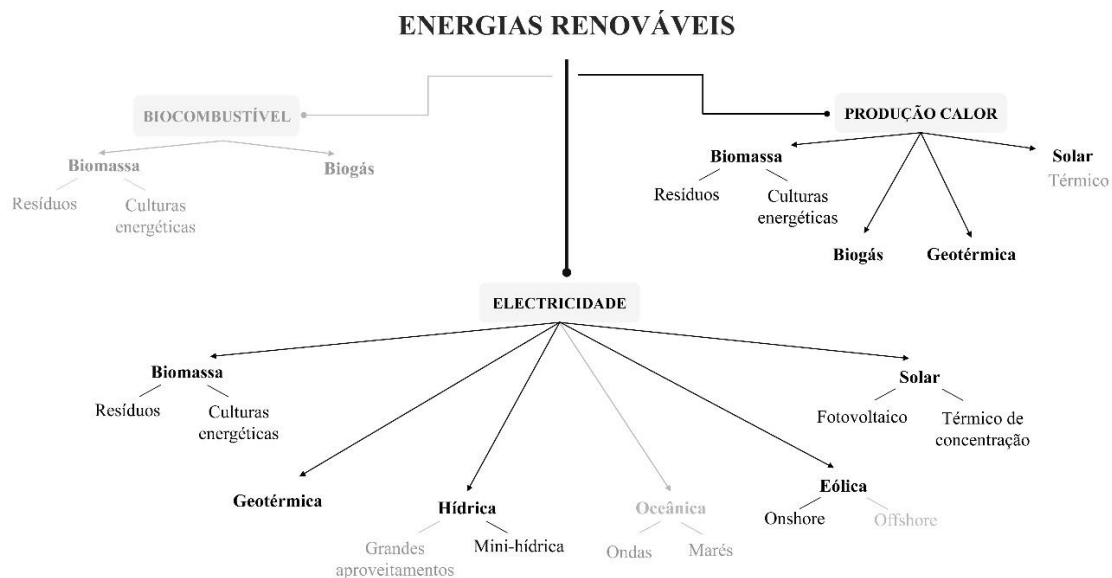 ENERGIAS RENOVÁVEIS
BIOCOMBUSTÍVEL
Biomassa
Resíduos
Culturas
energéticas
Biogás
PRODUÇÃO CALOR
Biomassa
Resíduos
Culturas
energéticas
Biogás
Geotérmica
Solar
Térmico
ELECTRICIDADE
Biomassa
Resíduos
Culturas
energéticas
Geotérmica
Hídrica
Grandes
aproveitamentos
Mini-hídrica
Oceânica
Ondas
Marés
Eólica
Onshore
Offshore
Solar
Fotovoltaico
Térmico de
concentração